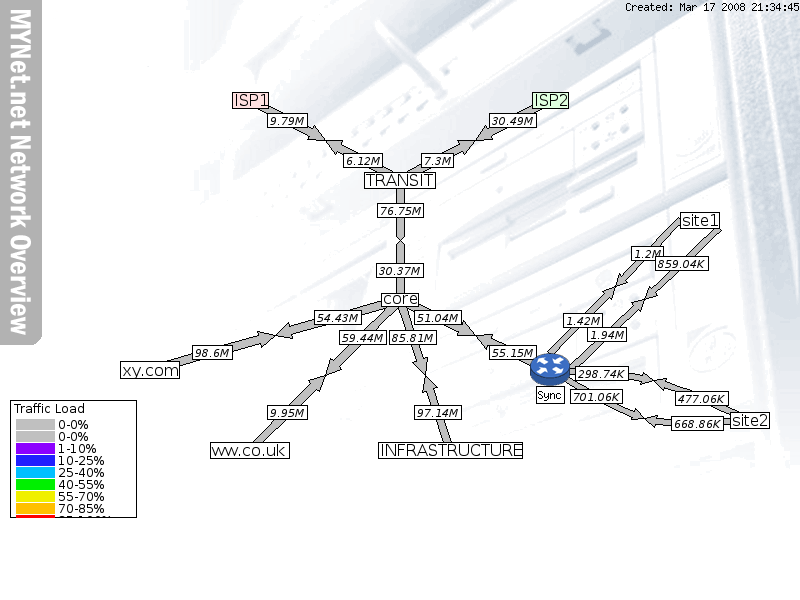 Created: Mar 17 2008 21:34:45
MYNet.net Network Overview
ISP1
ISP2
9.79M
30.49M
6.12M
7.3M
TRANSIT
76.75M
site1
1.2M
859.04K
30.37M
core
54.43M
51.04M
1.42M
59.44M
85.81M
1.94M
98.6M
55.15M
xy.com
298.74K
Sync
701.06K
477.06K
9.95M
97.14M
668.86K
site2
ww.co.uk
INFRASTRUCTURE
Traffic Load
0-0%
0-0%
1-10%
10-25%
25-40%
40-55%
55-70%
70-85%